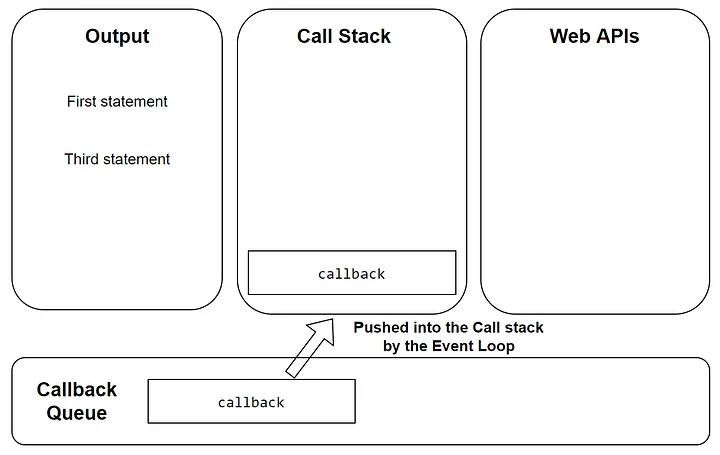 Output
First statement
Third statement
Call Stack
callback
Web APIs
Pushed into the Call stack
by the Event Loop
Callback
Queue
callback